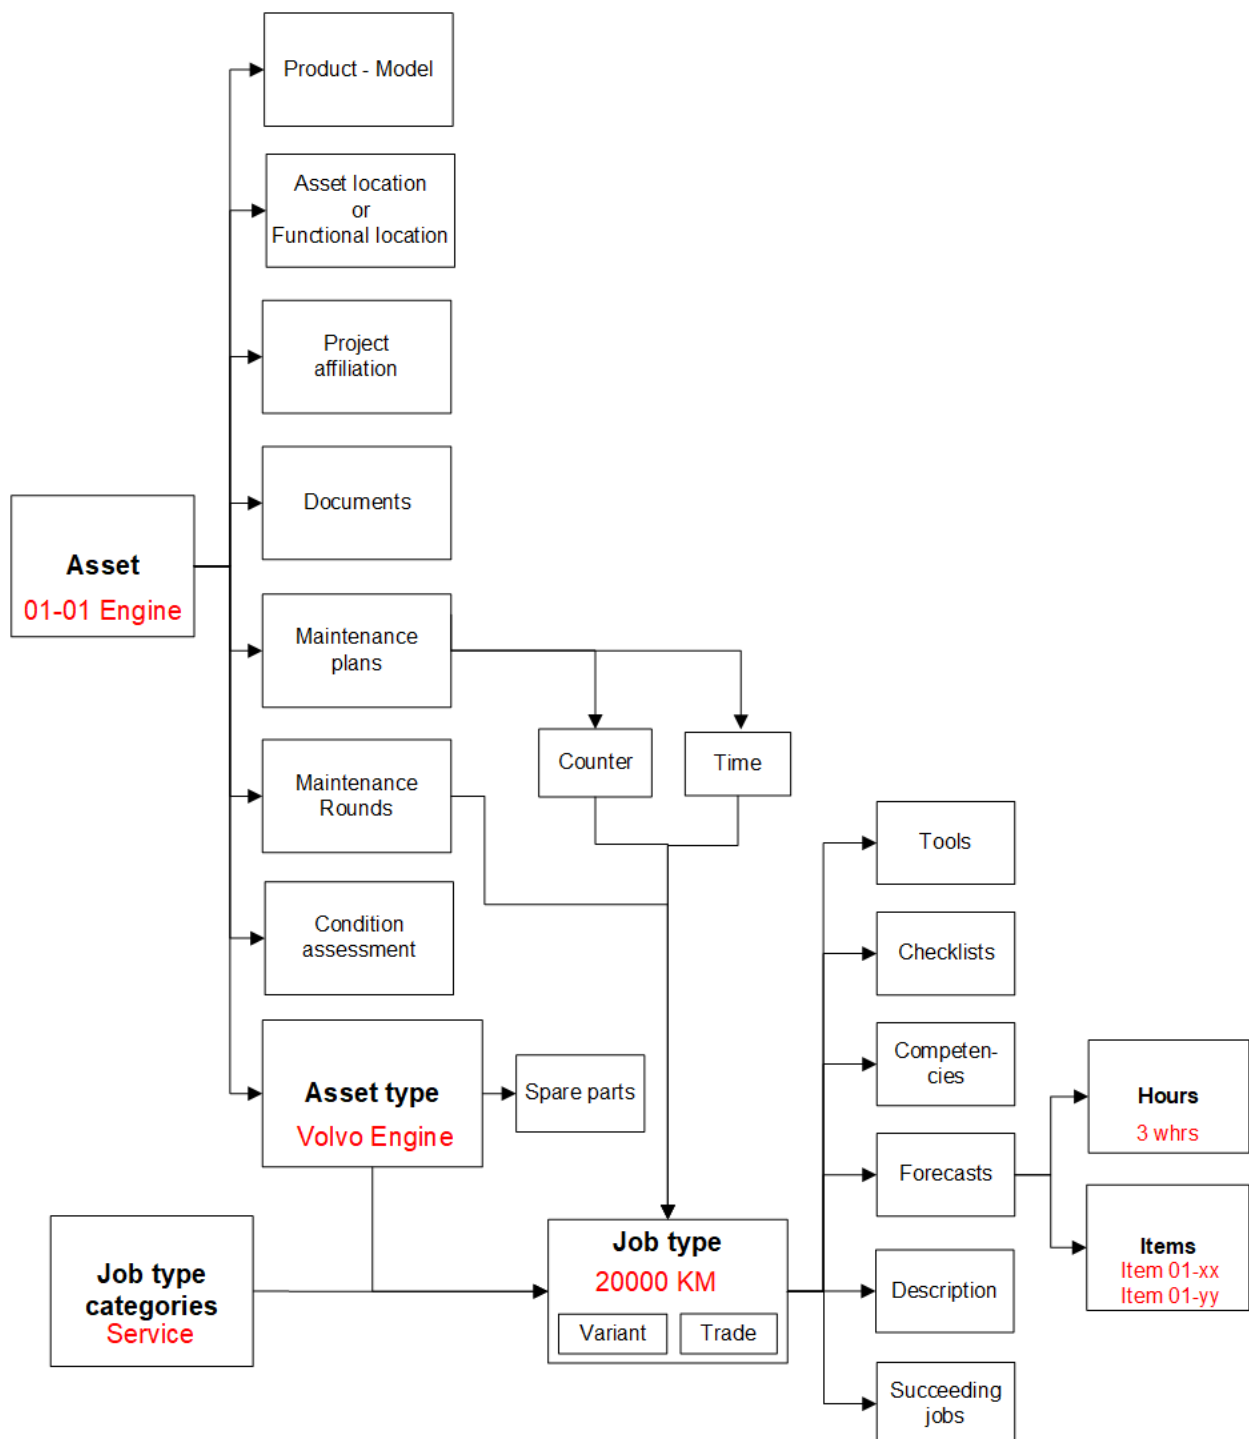 Product - Model
Asset location
or
Functional location
Project
affiliation
Documents
Asset
01-01 Engine
Maintenance
plans
Counter
Time
Maintenance
Rounds
Condition
assessment
Asset type
Volvo Engine
Spare parts
Job type
categories
Service
Job type
20000 KM
Variant
Trade
Tools
Checklists
Competen-
cies
Forecasts
Hours
3 whrs
Items
Item 01-xx
Item 01-yy
Description
Succeeding
jobs